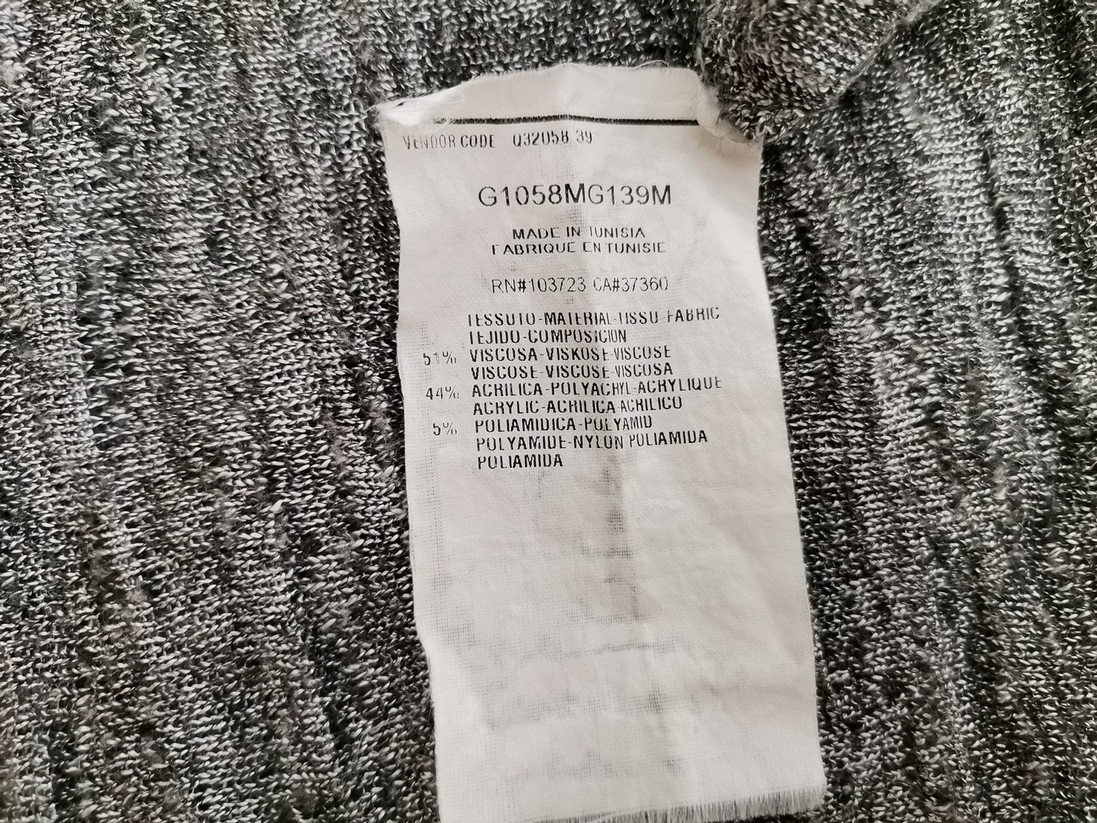 VENDOR CODE Q32058 39
G1058MG139M
MADE IN TUNISIA
FABRIQUE EN TUNISIE
RN#103723 CA#37360
TESSUTO-MATERIAL-TISSU FABRIC
TEJIDO-COMPOSICION
51% VISCOSA-VISKOSE-VISCOSE
VISCOSE-VISCOSE-VISCOSA
44% ACRILICA-POLYACRYL-ACRYLIQUE
ACRYLIC-ACRILICA-ACRILICO
5% POLIAMIDICA-POLYAMID
POLYAMIDE-NYLON POLIAMIDA
POLIAMIDA